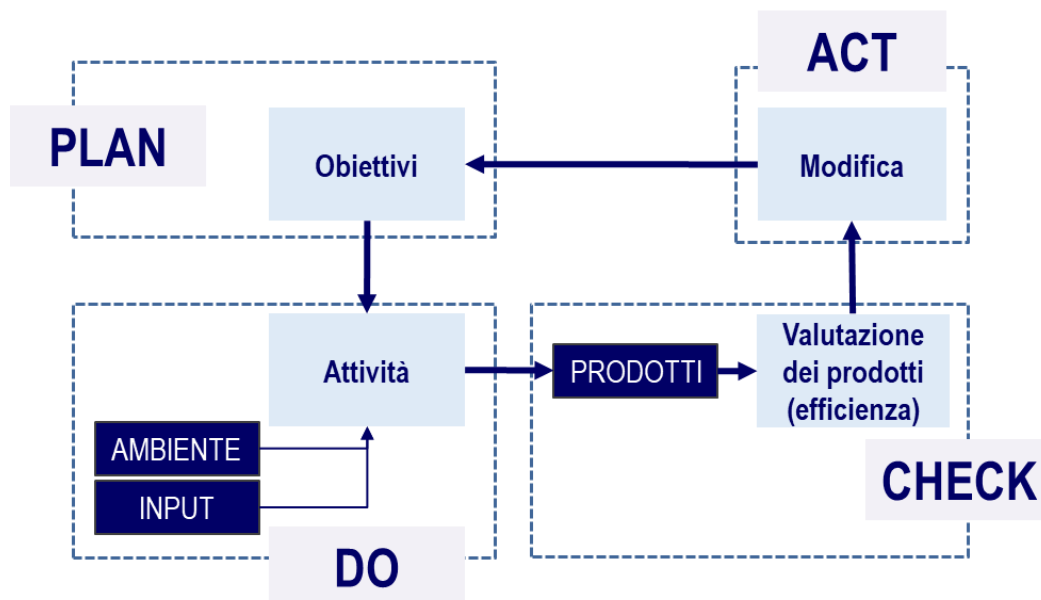 ACT
PLAN
Obiettivi
Modifica
Attività
PRODOTTI
Valutazione
dei prodotti
(efficienza)
AMBIENTE
INPUT
CHECK
DO